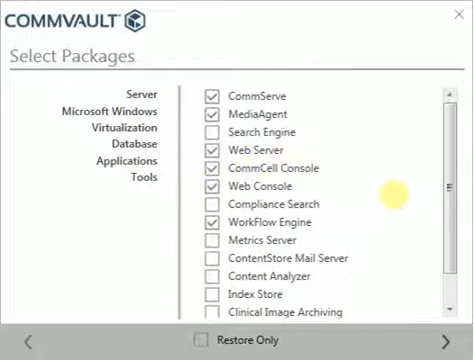 COMMVAULT
Select Packages
Server
Microsoft Windows
Virtualization
Database
Applications
Tools
CommServe
MediaAgent
Search Engine
Web Server
CommCell Console
Web Console
Compliance Search
WorkFlow Engine
Metrics Server
ContentStore Mail Server
Content Analyzer
Index Store
Clinical Image Archiving
Restore Only